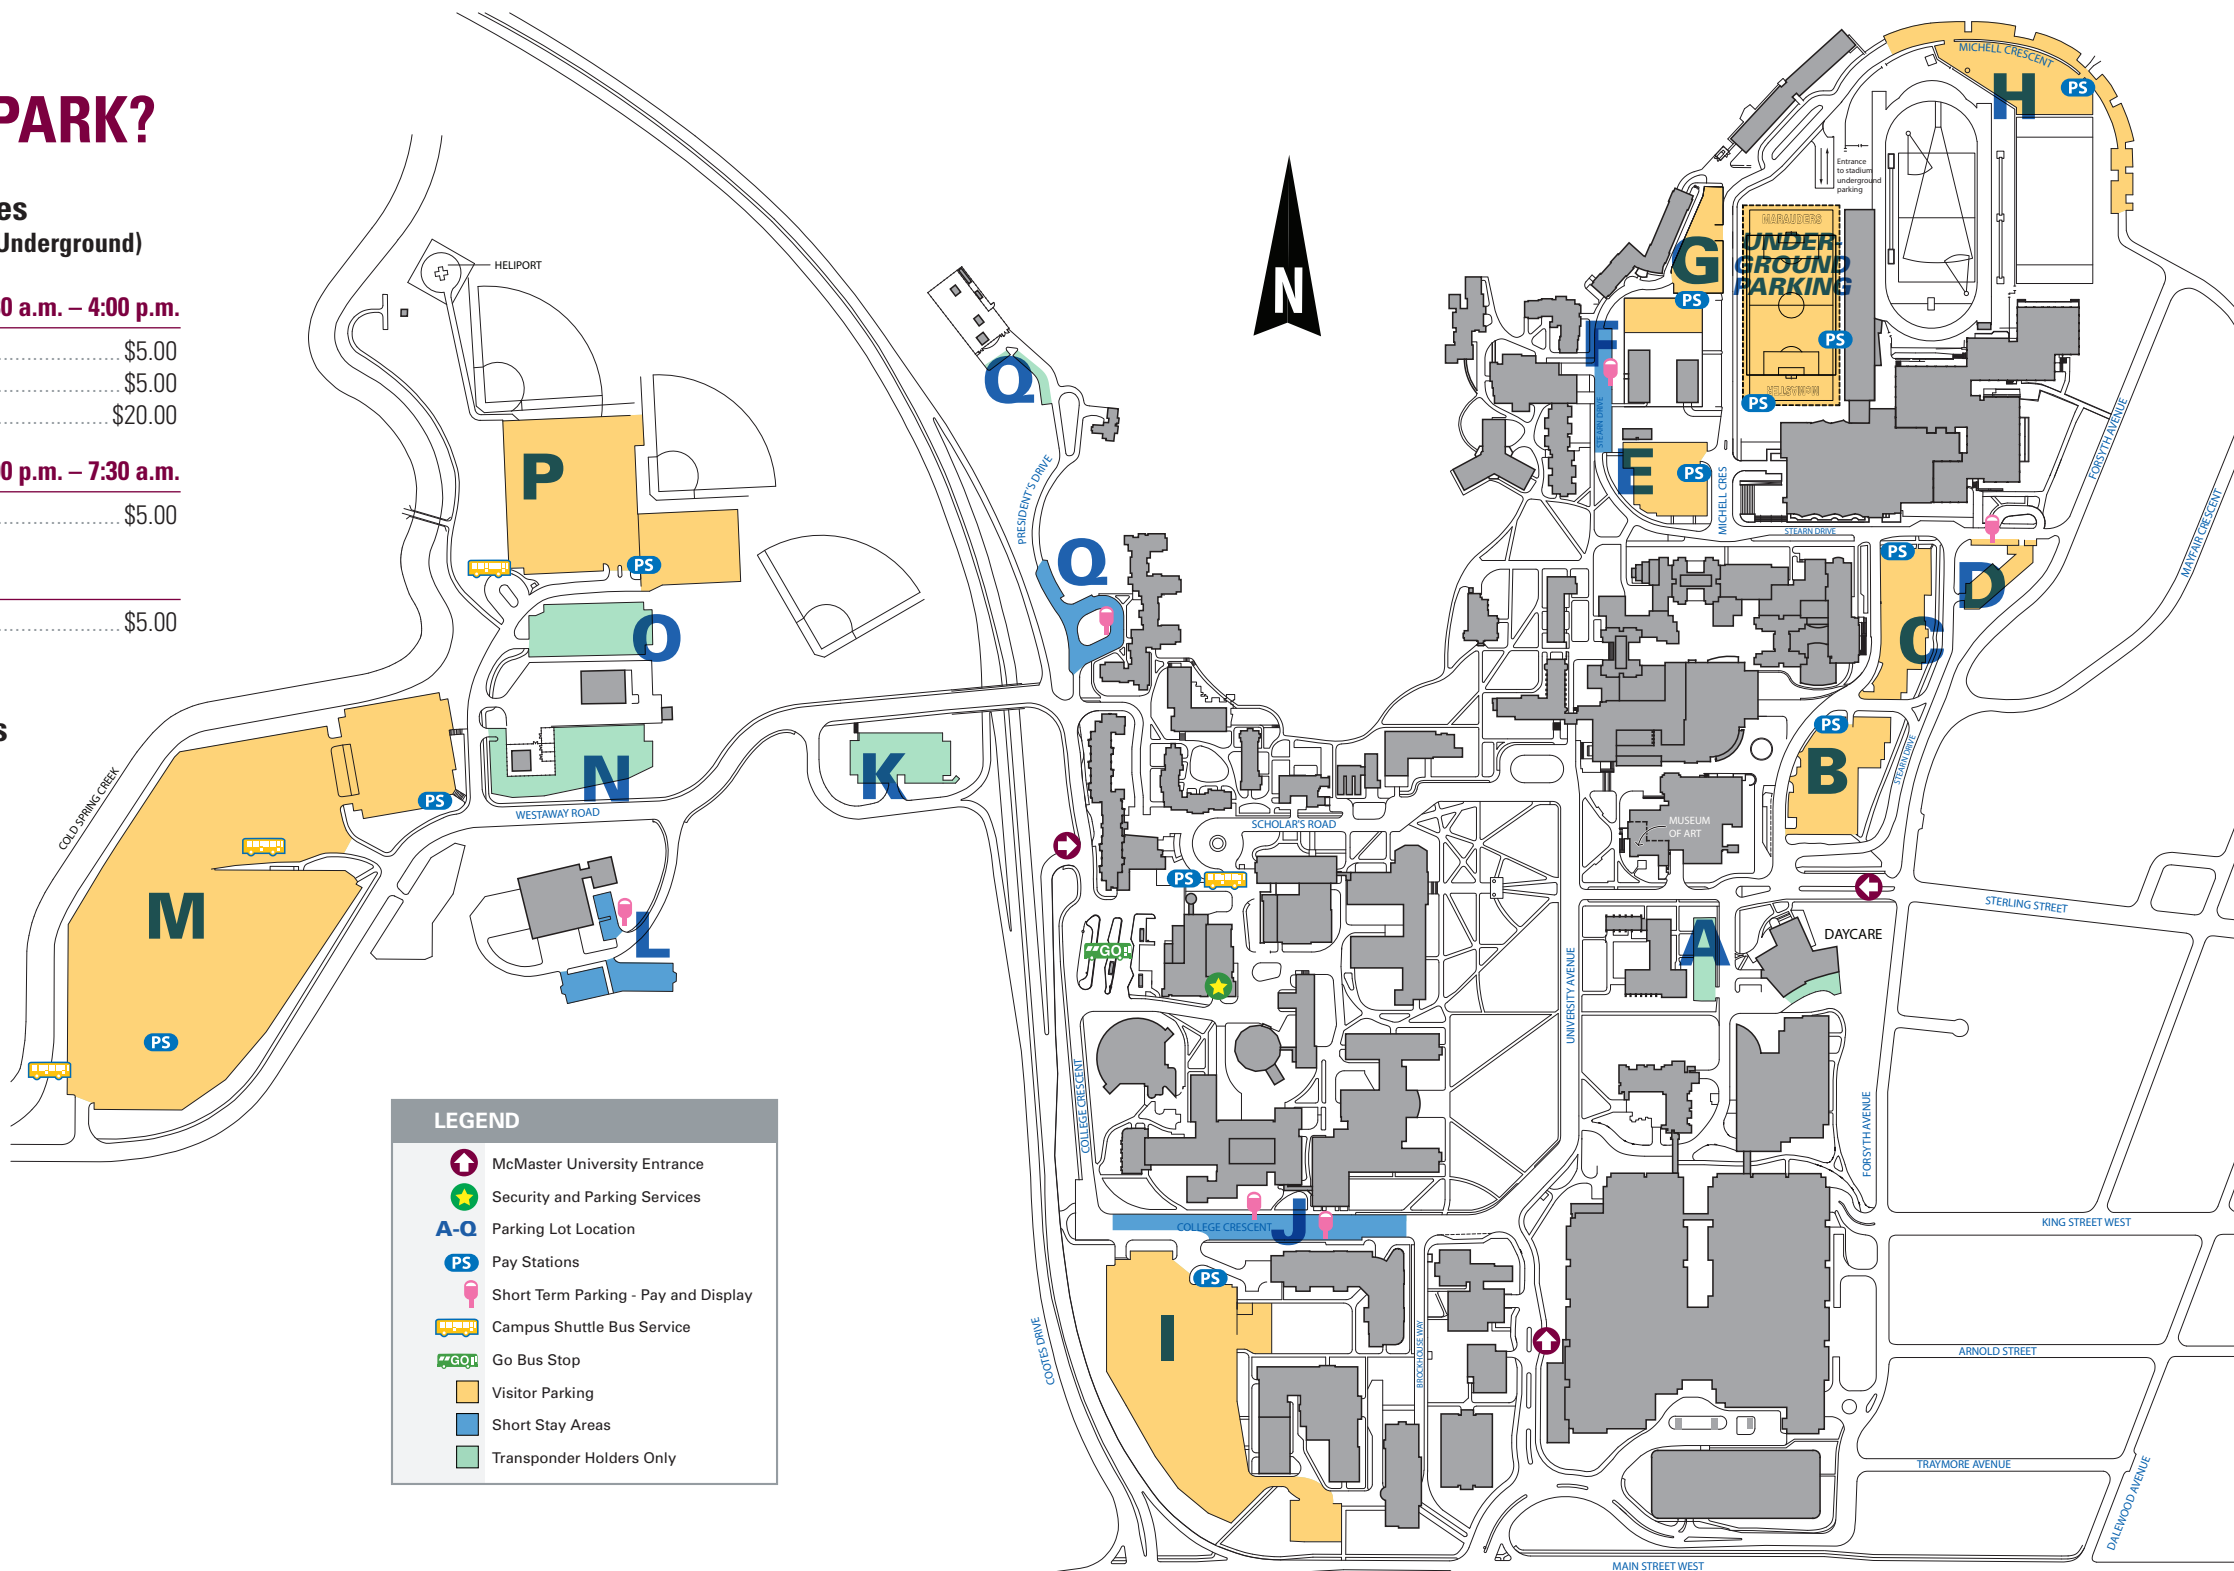 PARK?
es
Underground)
0 a.m. – 4:00 p.m.
$5.00
$5.00
$20.00
0 p.m. – 7:30 a.m.
$5.00
$5.00
s
HELIPORT
P
PS
O
N
WESTAWAY ROAD
COLD SPRING CREEK
PS
M
PS
L
K
Q
PRESIDENT'S DRIVE
Q
N
MICHELL CRESCENT
H
PS
Entrance
to stadium
underground
parking
G
PS
MARAUDERS
UNDER-
GROUND
PARKING
PS
McMASTER
PS
F
STEARN DRIVE
E
PS
MICHELL CRES
STEARN DRIVE
FORSYTH AVENUE
MAYFAIR CRESCENT
PS
D
C
PS
B
STEARN DRIVE
MUSEUM
OF ART
SCHOLAR'S ROAD
PS
GO
STERLING STREET
DAYCARE
A
UNIVERSITY AVENUE
COLLEGE CRESCENT
FORSYTH AVENUE
COLLEGE CRESCENT
J
KING STREET WEST
PS
I
COOTES DRIVE
BROCKHOUSE WAY
ARNOLD STREET
TRAYMORE AVENUE
DALEWOOD AVENUE
MAIN STREET WEST
LEGEND
McMaster University Entrance
Security and Parking Services
A-Q Parking Lot Location
PS Pay Stations
Short Term Parking - Pay and Display
Campus Shuttle Bus Service
GO Go Bus Stop
Visitor Parking
Short Stay Areas
Transponder Holders Only